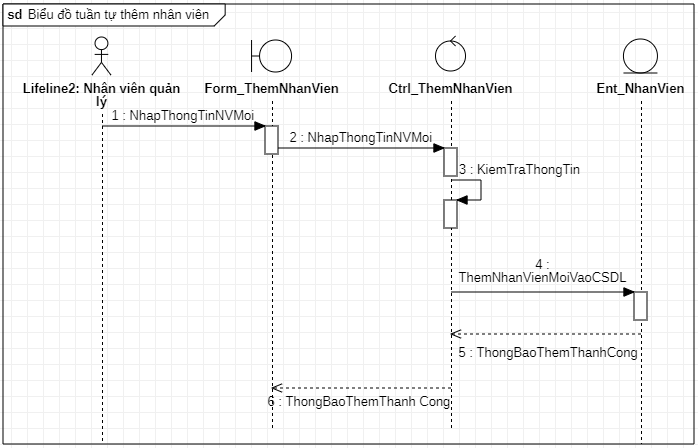 sd Biểu đồ tuần tự thêm nhân viên
Lifeline2: Nhân viên quản
lý
Form_ThemNhanVien
Ctrl_ThemNhanVien
Ent_NhanVien
1 : NhapThongTinNVMoi
2 : NhapThongTinNVMoi
3 : KiemTraThongTin
4 :
ThemNhanVienMoiVaoCSDL
5 : ThongBaoThemThanhCong
6 : ThongBaoThemThanh Cong